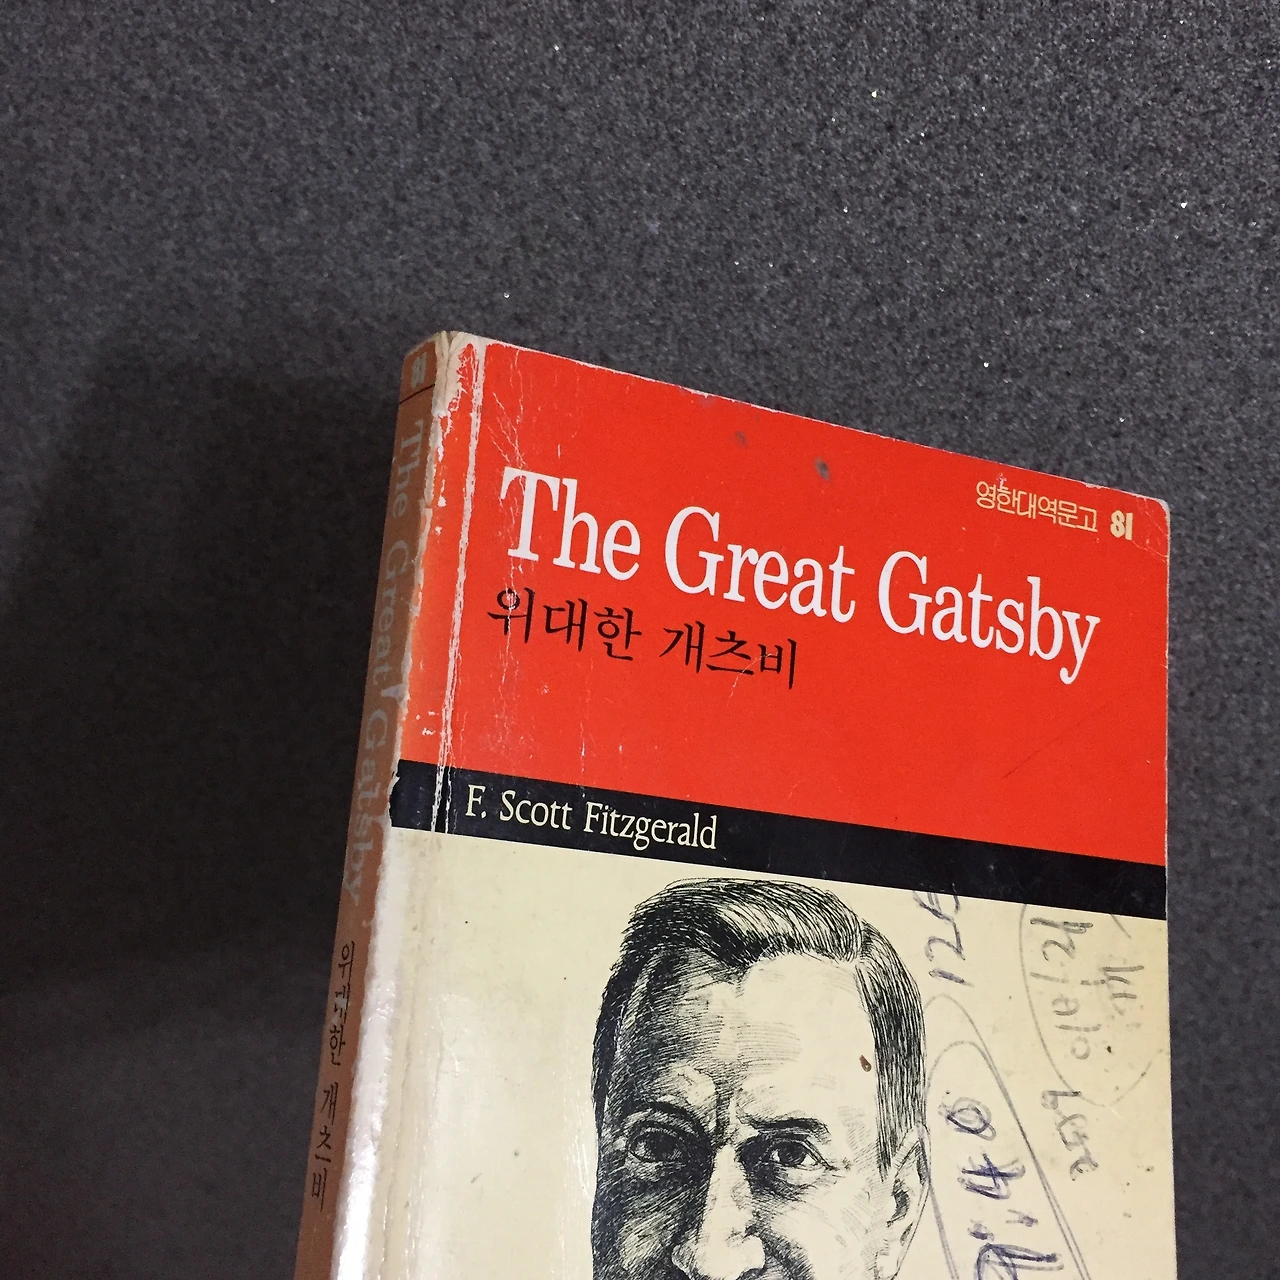 영한대역문고 81
The Great Gatsby
위대한 개츠비
F. Scott Fitzgerald
81
The Great Gatsby
위대한 개츠비